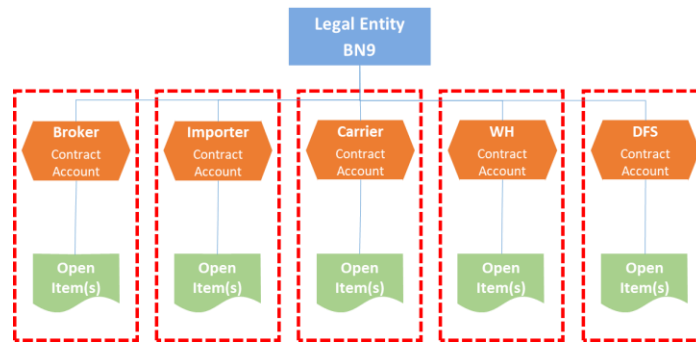 Legal Entity
BN9
Broker
Contract
Account
Importer
Contract
Account
Carrier
Contract
Account
WH
Contract
Account
DFS
Contract
Account
Open
Item(s)
Open
Item(s)
Open
Item(s)
Open
Item(s)
Open
Item(s)